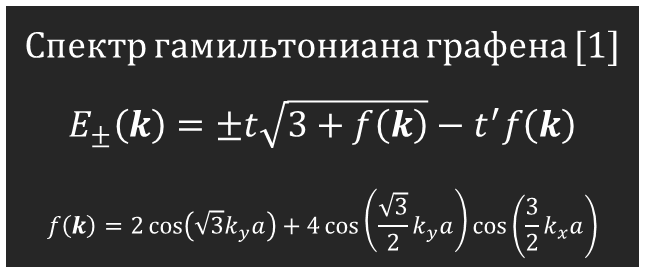 Спектр гамильтониана графена [1]
E±(k) = ±t√(3 + f(k)) − t′f(k)
f(k) = 2 cos(√3kya) + 4 cos(√3/2 kya) cos(3/2 kxa)